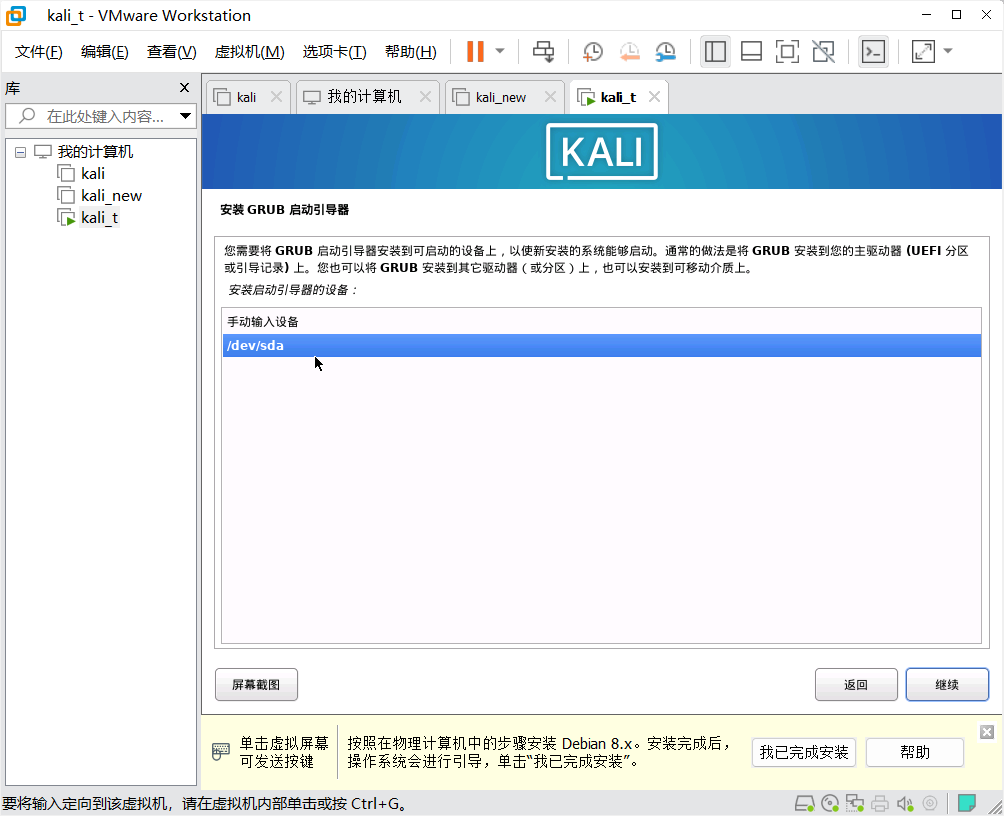 kali_t - VMware Workstation
文件(F) 编辑(E) 查看(V) 虚拟机(M) 选项卡(T) 帮助(H)
库
在此处键入内容...
我的计算机
kali
kali_new
kali_t
kali 我的计算机 kali_new kali_t
KALI
安装 GRUB 启动引导器
您需要将 GRUB 启动引导器安装到可启动的设备上，以使新安装的系统能够启动。通常的做法是将 GRUB 安装到您的主驱动器 (UEFI 分区
或引导记录) 上。您也可以将 GRUB 安装到其它驱动器（或分区）上，也可以安装到可移动介质上。
安装启动引导器的设备：
手动输入设备
/dev/sda
屏幕截图 返回 继续
单击虚拟屏幕
可发送按键
按照在物理计算机中的步骤安装 Debian 8.x。安装完成后，
操作系统会进行引导，单击“我已完成安装”。
我已完成安装 帮助
要将输入定向到该虚拟机，请在虚拟机内部单击或按 Ctrl+G。